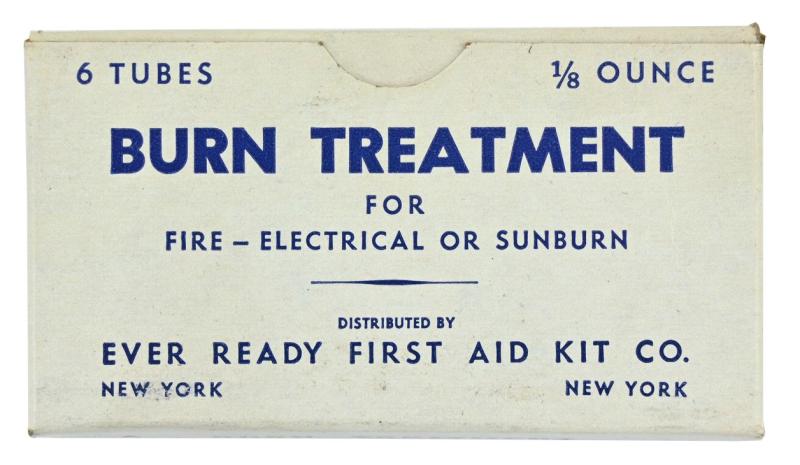 6 TUBES 1/8 OUNCE
BURN TREATMENT
FOR
FIRE – ELECTRICAL OR SUNBURN
DISTRIBUTED BY
EVER READY FIRST AID KIT CO.
NEW YORK NEW YORK